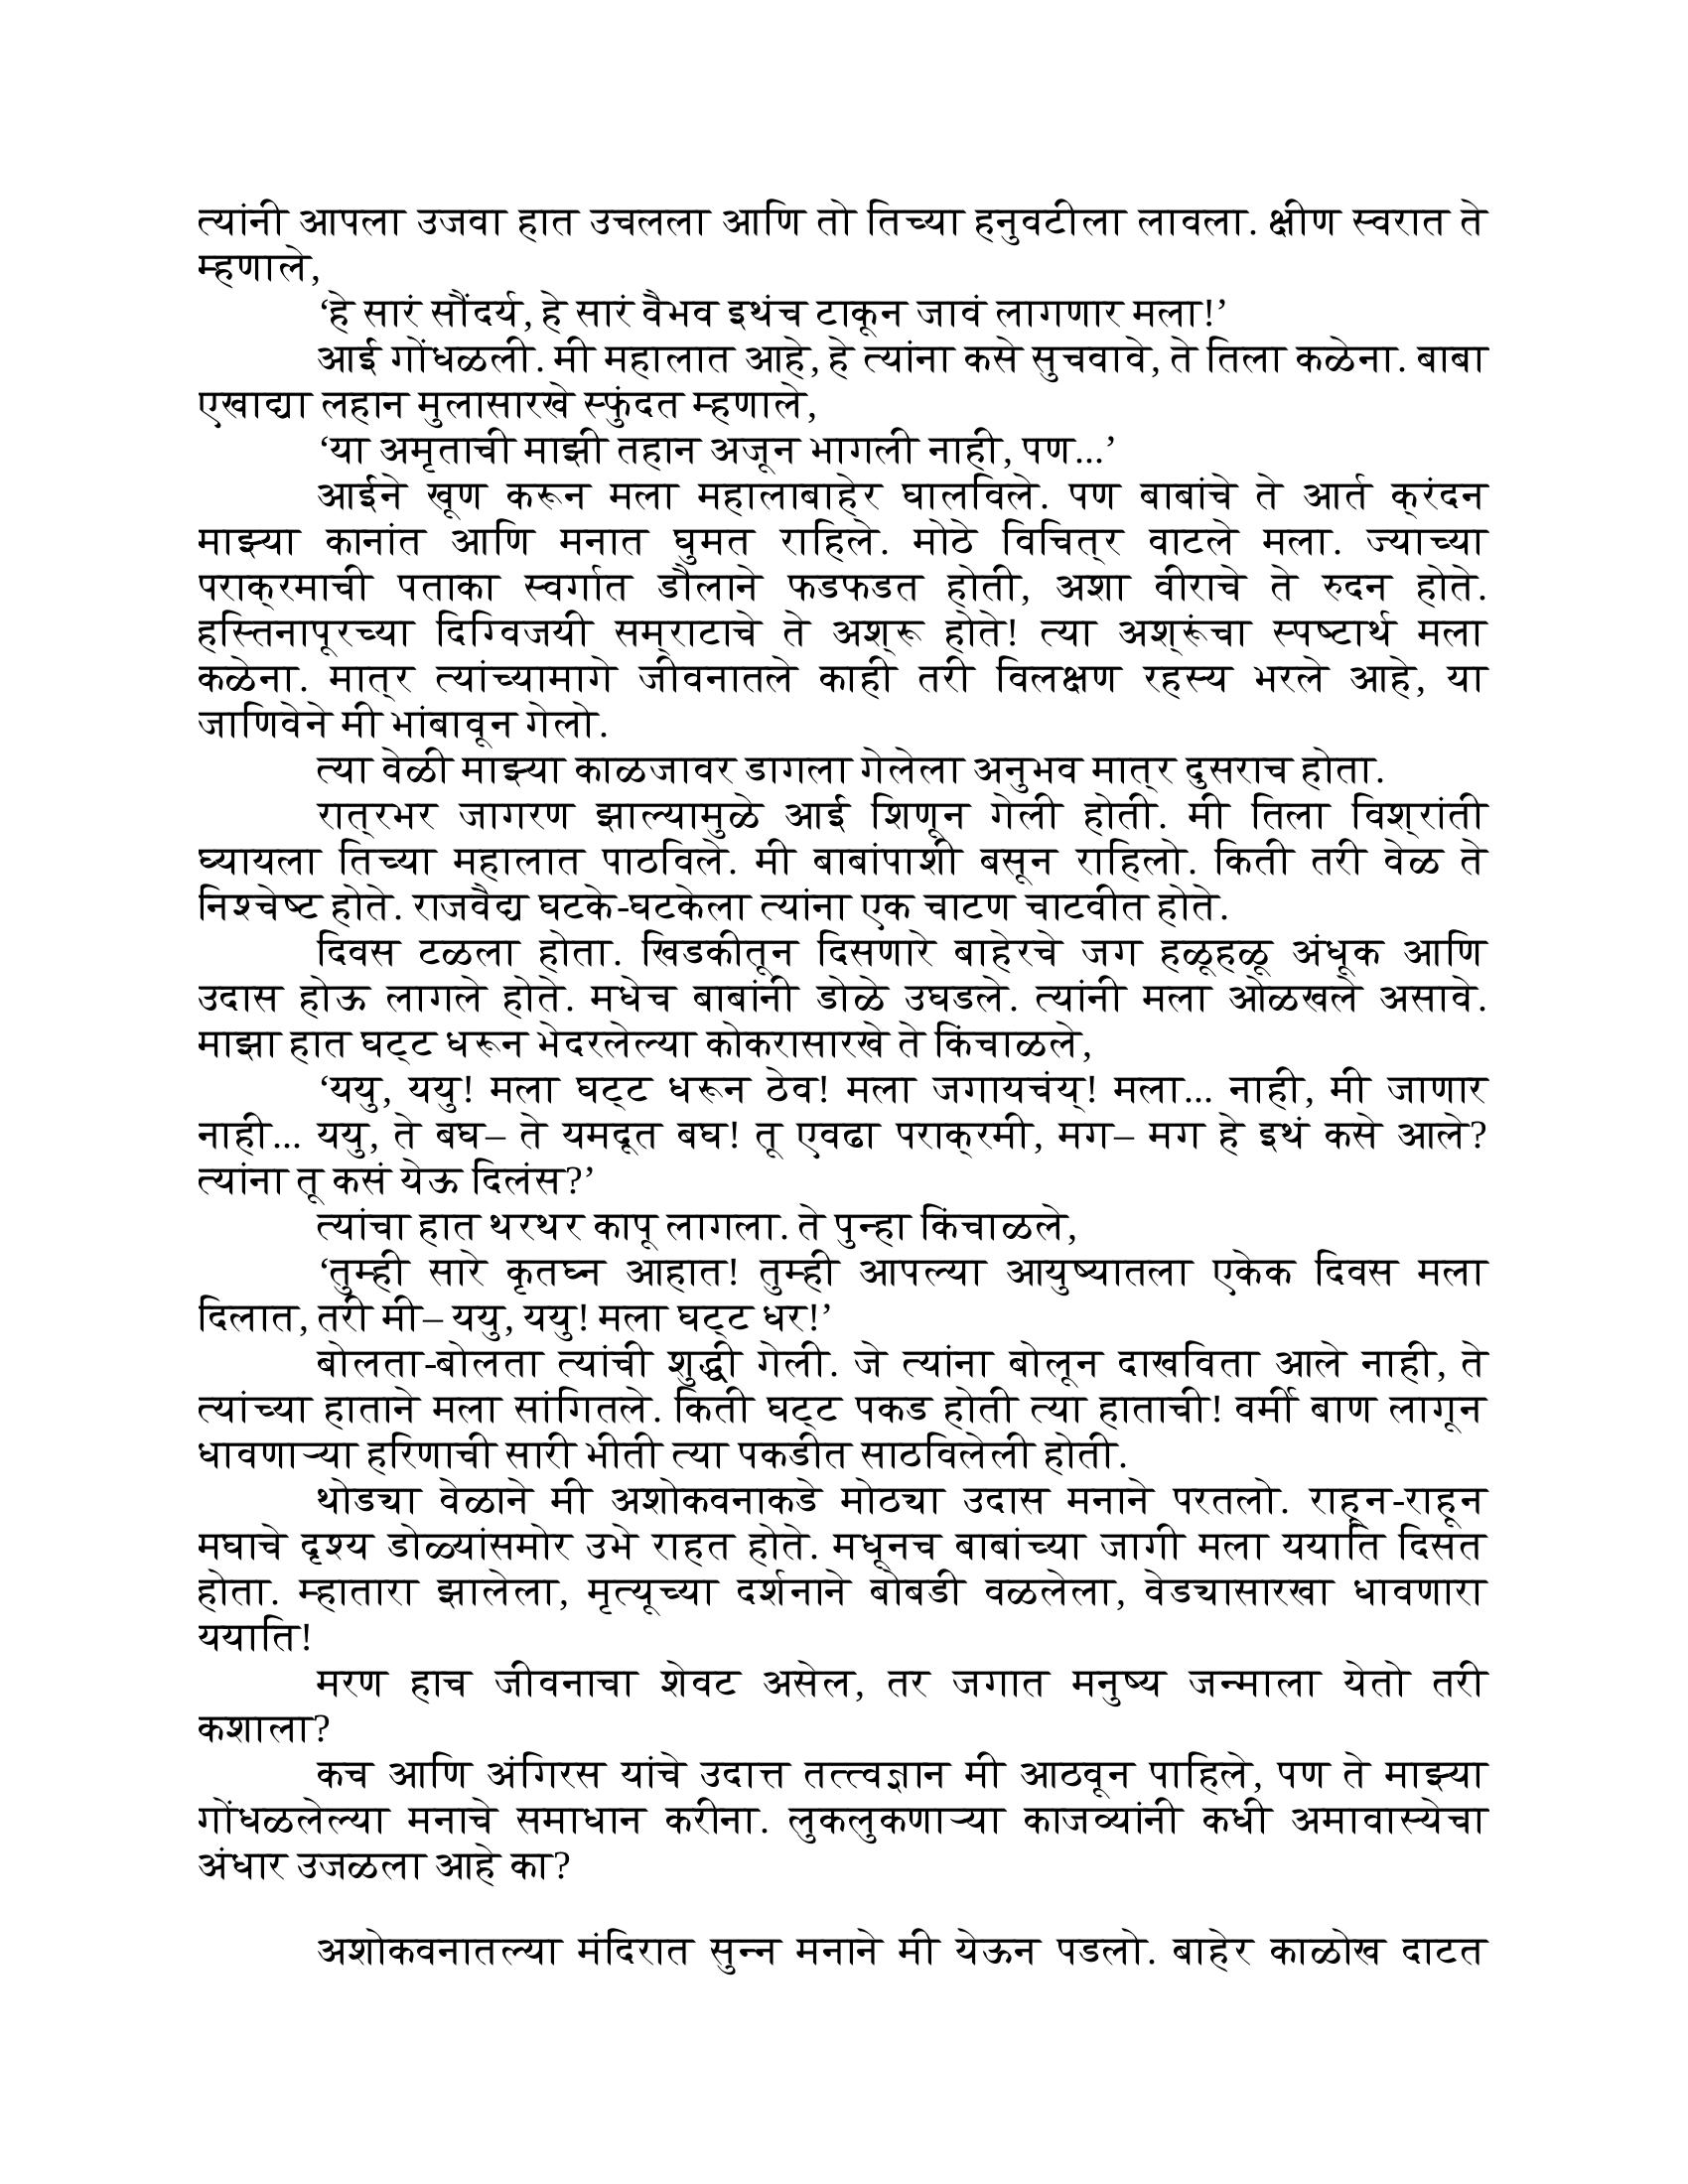 त्यांनी आपला उजवा हात उचलला आणि तो तिच्या हनुवटीला लावला. क्षीण स्वरात ते
म्हणाले,
‘हे सारं सौंदर्य, हे सारं वैभव इथंच टाकून जावं लागणार मला!’
आई गोंधळली. मी महालात आहे, हे त्यांना कसे सुचवावे, ते तिला कळेना. बाबा
एखाद्या लहान मुलासारखे स्फुंदत म्हणाले,
‘या अमृताची माझी तहान अजून भागली नाही, पण...’
आईने खूण करून मला महालाबाहेर घालविले. पण बाबांचे ते आर्त क्रंदन
माझ्या कानांत आणि मनात घुमत राहिले. मोठे विचित्र वाटले मला. ज्याच्या
पराक्रमाची पताका स्वर्गात डौलाने फडफडत होती, अशा वीराचे ते रुदन होते.
हस्तिनापूरच्या दिग्विजयी सम्राटाचे ते अश्रू होते! त्या अश्रूंचा स्पष्टार्थ मला
कळेना. मात्र त्यांच्यामागे जीवनातले काही तरी विलक्षण रहस्य भरले आहे, या
जाणिवेने मी भांबावून गेलो.
त्या वेळी माझ्या काळजावर डागला गेलेला अनुभव मात्र दुसराच होता.
रात्रभर जागरण झाल्यामुळे आई शिणून गेली होती. मी तिला विश्रांती
घ्यायला तिच्या महालात पाठविले. मी बाबांपाशी बसून राहिलो. किती तरी वेळ ते
निश्चेष्ट होते. राजवैद्य घटके-घटकेला त्यांना एक चाटण चाटवीत होते.
दिवस टळला होता. खिडकीतून दिसणारे बाहेरचे जग हळूहळू अंधूक आणि
उदास होऊ लागले होते. मधेच बाबांनी डोळे उघडले. त्यांनी मला ओळखले असावे.
माझा हात घट्ट धरून भेदरलेल्या कोकरासारखे ते किंचाळले,
‘ययु, ययु! मला घट्ट धरून ठेव! मला जगायचंय्! मला... नाही, मी जाणार
नाही... ययु, ते बघ– ते यमदूत बघ! तू एवढा पराक्रमी, मग– मग हे इथं कसे आले?
त्यांना तू कसं येऊ दिलंस?’
त्यांचा हात थरथर कापू लागला. ते पुन्हा किंचाळले,
‘तुम्ही सारे कृतघ्न आहात! तुम्ही आपल्या आयुष्यातला एकेक दिवस मला
दिलात, तरी मी– ययु, ययु! मला घट्ट धर!’
बोलता-बोलता त्यांची शुद्धी गेली. जे त्यांना बोलून दाखविता आले नाही, ते
त्यांच्या हाताने मला सांगितले. किती घट्ट पकड होती त्या हाताची! वर्मी बाण लागून
धावणाऱ्या हरिणाची सारी भीती त्या पकडीत साठविलेली होती.
थोड्या वेळाने मी अशोकवनाकडे मोठ्या उदास मनाने परतलो. राहून-राहून
मघाचे दृश्य डोळ्यांसमोर उभे राहत होते. मधूनच बाबांच्या जागी मला ययाति दिसत
होता. म्हातारा झालेला, मृत्यूच्या दर्शनाने बोबडी वळलेला, वेड्यासारखा धावणारा
ययाति!
मरण हाच जीवनाचा शेवट असेल, तर जगात मनुष्य जन्माला येतो तरी
कशाला?
कच आणि अंगिरस यांचे उदात्त तत्त्वज्ञान मी आठवून पाहिले, पण ते माझ्या
गोंधळलेल्या मनाचे समाधान करीना. लुकलुकणाऱ्या काजव्यांनी कधी अमावास्येचा
अंधार उजळला आहे का?
अशोकवनातल्या मंदिरात सुन्न मनाने मी येऊन पडलो. बाहेर काळोख दाटत